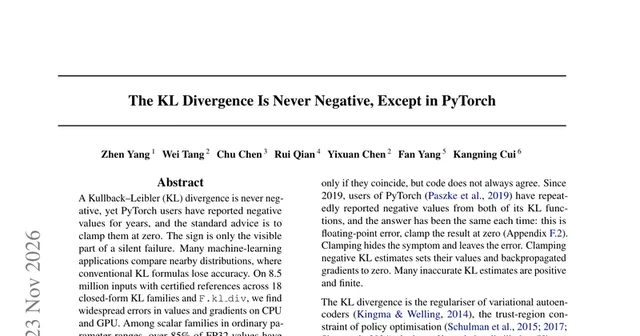 The KL Divergence Is Never Negative, Except in PyTorch
Zhen Yang 1 Wei Tang 2 Chu Chen 3 Rui Qian 4 Yixuan Chen 2 Fan Yang 5 Kangning Cui 6
Abstract
A Kullback–Leibler (KL) divergence is never neg-
ative, yet PyTorch users have reported negative
values for years, and the standard advice is to
clamp them at zero. The sign is only the visible
part of a silent failure. Many machine-learning
applications compare nearby distributions, where
conventional KL formulas lose accuracy. On 8.5
million inputs with certified references across 18
closed-form KL families and F.kl_div, we find
widespread errors in values and gradients on CPU
and GPU. Among scalar families in ordinary pa-
rameter ranges, over 85% of FP32 values have
only if they coincide, but code does not always agree. Since
2019, users of PyTorch (Paszke et al., 2019) have repeat-
edly reported negative values from both of its KL func-
tions, and the answer has been the same each time: this is
floating-point error, clamp the result at zero (Appendix F.2).
Clamping hides the symptom and leaves the error. Clamping
negative KL estimates sets their values and backpropagated
gradients to zero. Many inaccurate KL estimates are positive
and finite.
The KL divergence is the regulariser of variational autoen-
coders (Kingma & Welling, 2014), the trust-region con-
straint of policy optimisation (Schulman et al., 2015; 2017;
23 Nov 2026